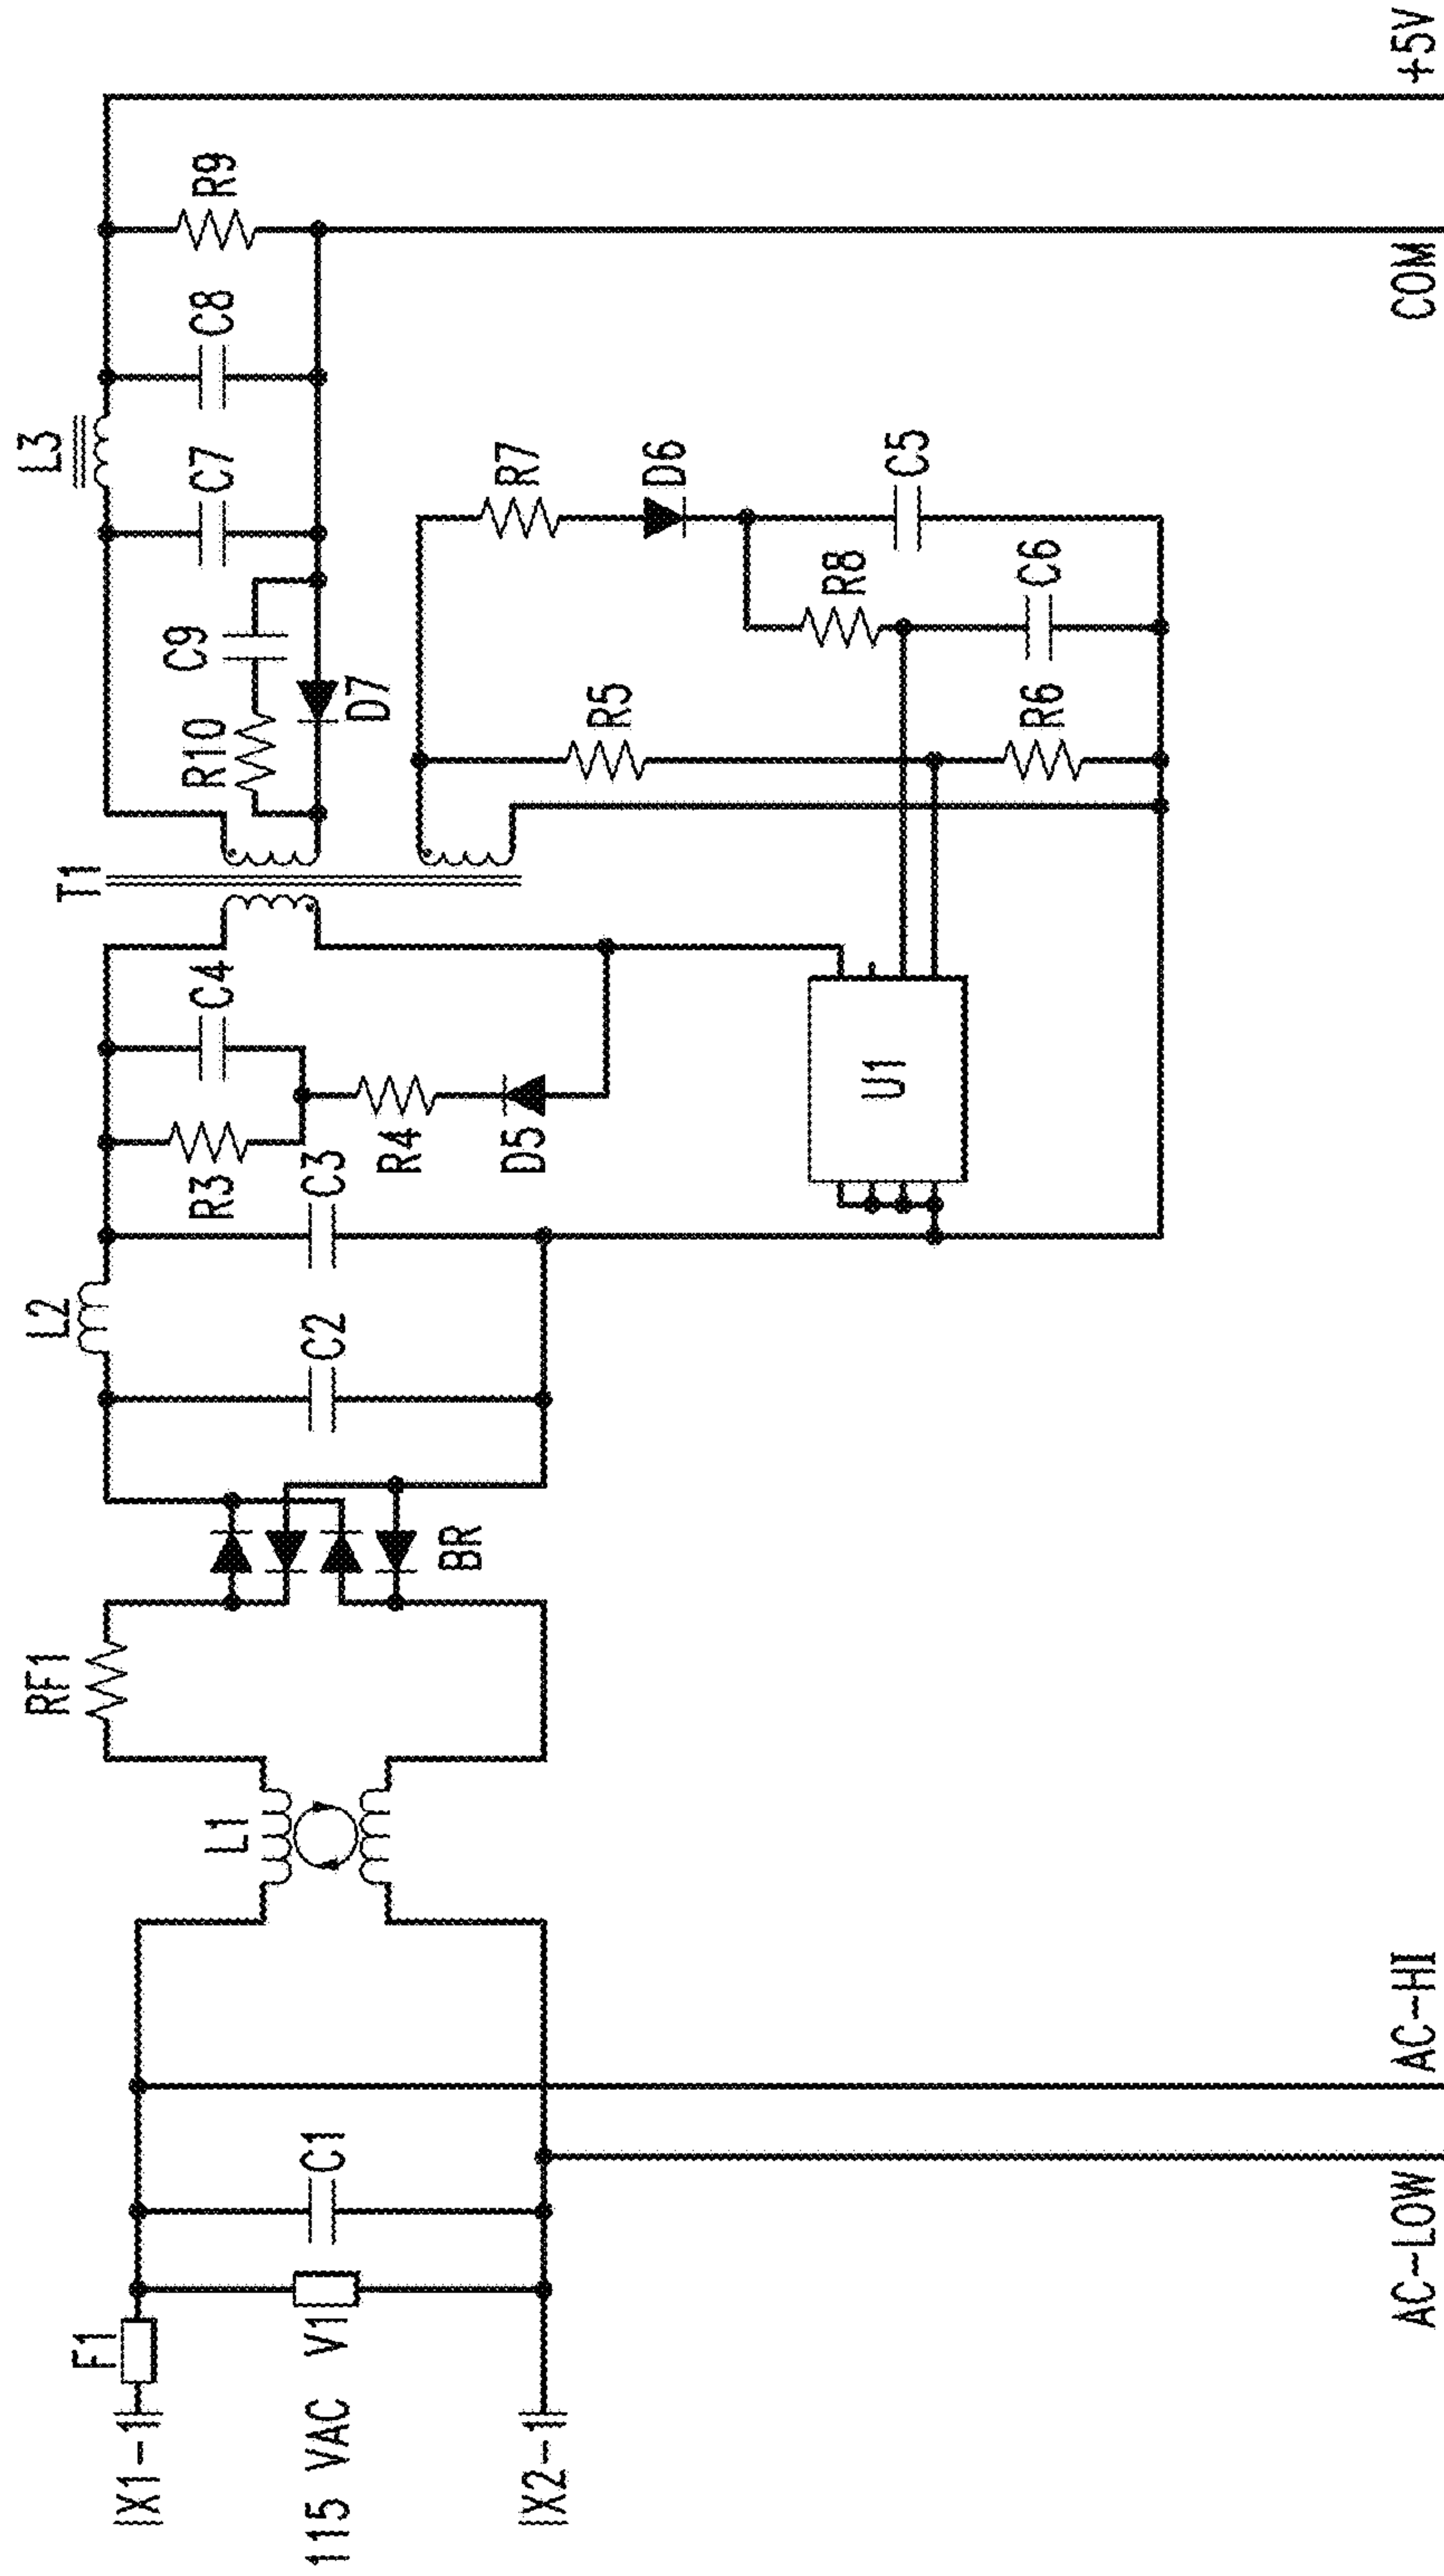 IX1-1
115 VAC
IX2-1
F1
V1
C1
AC-LOW
AC-HI
L1
RF1
BR
C2
L2
C3
R3
C4
R4
D5
U1
T1
R10
C9
D7
R5
R6
R7
D6
R8
C5
C6
C7
L3
C8
R9
COM
+5V